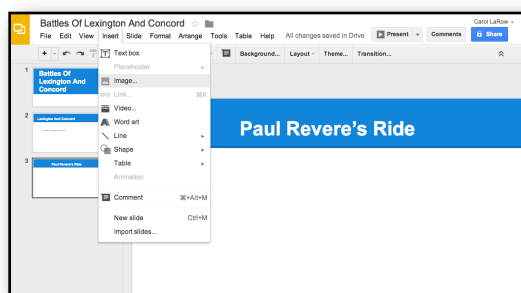 Battles Of Lexington And Concord
Carol LaRow
File Edit View Insert Slide Format Arrange Tools Table Help All changes saved in Drive
Present
Comments
Share
Background... Layout Theme... Transition...
Text box
Placeholder
Image...
Link... ⌘K
Video...
Word art
Line
Shape
Table
Animation
Comment ⌘+Alt+M
New slide Ctrl+M
Import slides...
1
Battles Of
Lexington And
Concord
2
Lexington And Concord
3
Paul Revere's Ride
Paul Revere's Ride